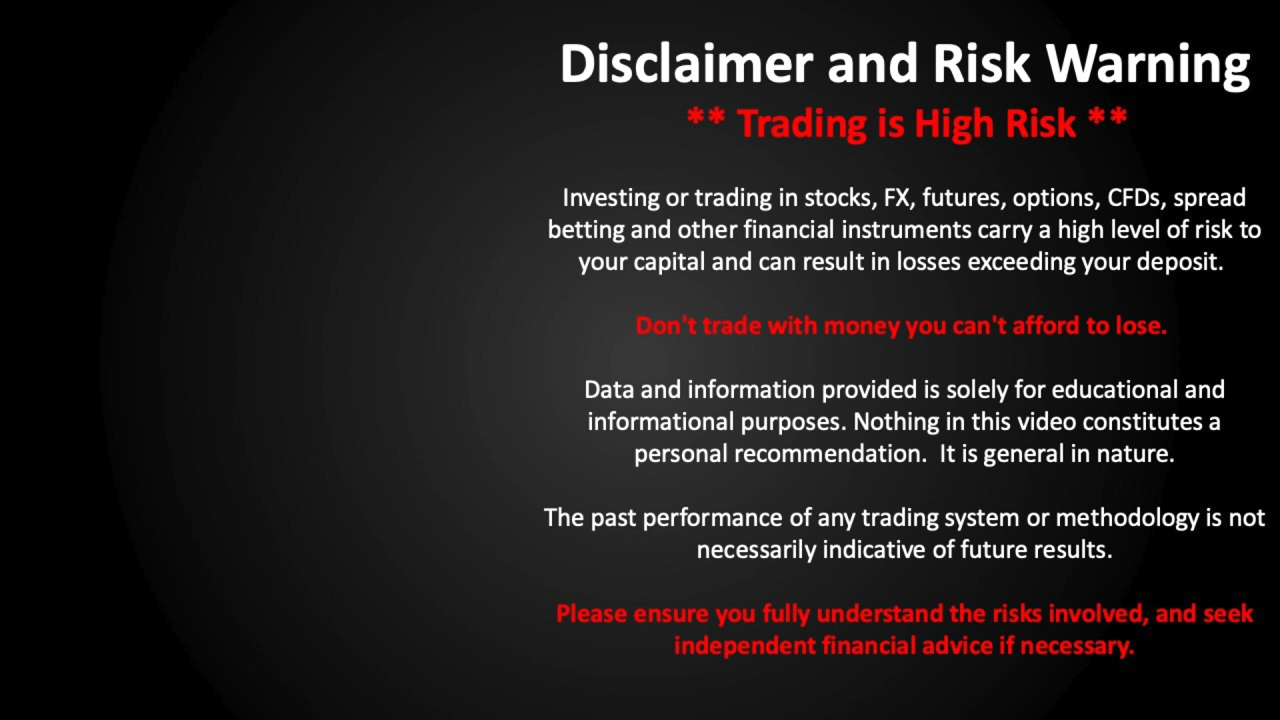 Disclaimer and Risk Warning
** Trading is High Risk **
Investing or trading in stocks, FX, futures, options, CFDs, spread
betting and other financial instruments carry a high level of risk to
your capital and can result in losses exceeding your deposit.
Don't trade with money you can't afford to lose.
Data and information provided is solely for educational and
informational purposes. Nothing in this video constitutes a
personal recommendation.  It is general in nature.
The past performance of any trading system or methodology is not
necessarily indicative of future results.
Please ensure you fully understand the risks involved, and seek
independent financial advice if necessary.